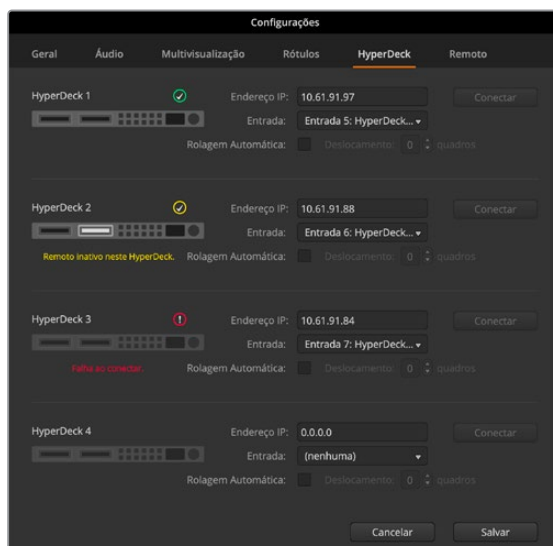 Configurações
Geral Áudio Multivisualização Rótulos HyperDeck Remoto
HyperDeck 1 Endereço IP: 10.61.91.97 Conectar
Entrada: Entrada 5: HyperDeck...
Rolagem Automática: Deslocamento: 0 quadros
HyperDeck 2 Endereço IP: 10.61.91.88 Conectar
Entrada: Entrada 6: HyperDeck...
Remoto inativo neste HyperDeck. Rolagem Automática: Deslocamento: 0 quadros
HyperDeck 3 Endereço IP: 10.61.91.84 Conectar
Entrada: Entrada 7: HyperDeck...
Falha ao conectar. Rolagem Automática: Deslocamento: 0 quadros
HyperDeck 4 Endereço IP: 0.0.0.0 Conectar
Entrada: (nenhuma)
Rolagem Automática: Deslocamento: 0 quadros
Cancelar Salvar